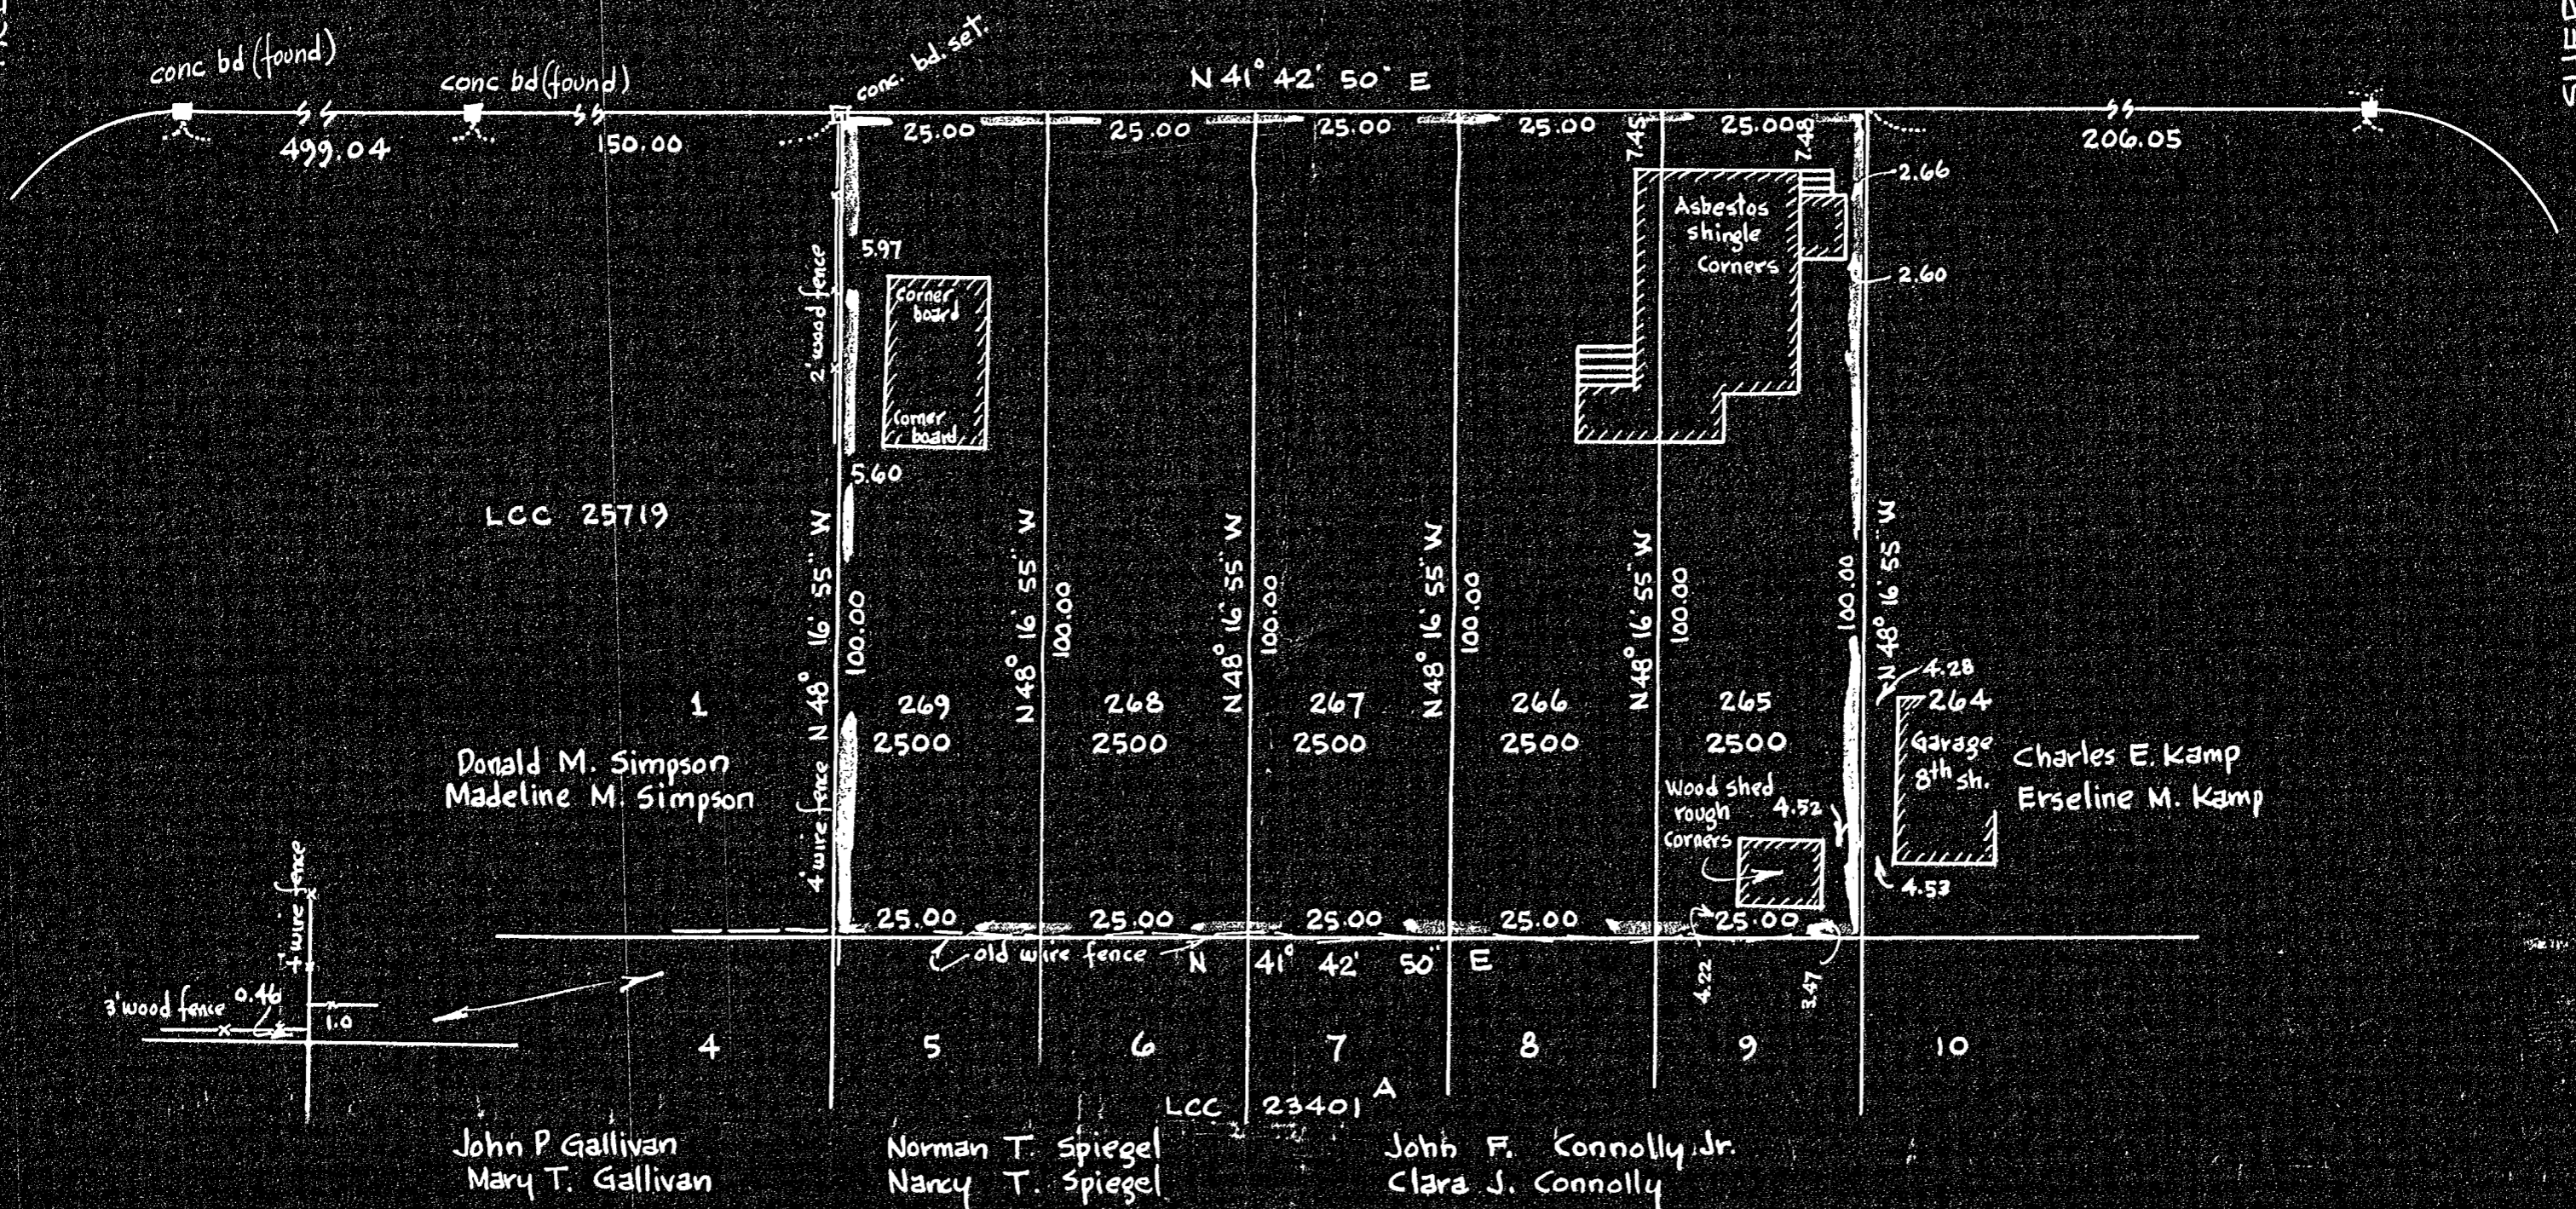 conc bd (found)
conc bd (found)
conc. bd. set.
N 41° 42' 50" E
499.04
150.00
25.00
25.00
25.00
25.00
25.00
206.05
7.45
7.48
2.66
2.60
Asbestos
shingle
Corners
5.97
2' wood fence
corner
board
corner
board
5.60
LCC 25719
N 48° 16' 55" W
100.00
N 48° 16' 55" W
100.00
N 48° 16' 55" W
100.00
N 48° 16' 55" W
100.00
N 48° 16' 55" W
100.00
100.00
N 48° 16' 55" W
1
269
2500
268
2500
267
2500
266
2500
265
2500
4.28
264
Garage
8th sh.
4.53
Donald M. Simpson
Madeline M. Simpson
Charles E. Kamp
Erseline M. Kamp
4' wire fence
Wood shed
rough
corners
4.52
25.00
25.00
25.00
25.00
25.00
old wire fence
N 41° 42' 50" E
4.22
3.47
4' wire fence
3' wood fence
0.46
1.0
4
5
6
7
8
9
10
LCC 23401 A
John P Gallivan
Mary T. Gallivan
Norman T. Spiegel
Nancy T. Spiegel
John F. Connolly Jr.
Clara J. Connolly